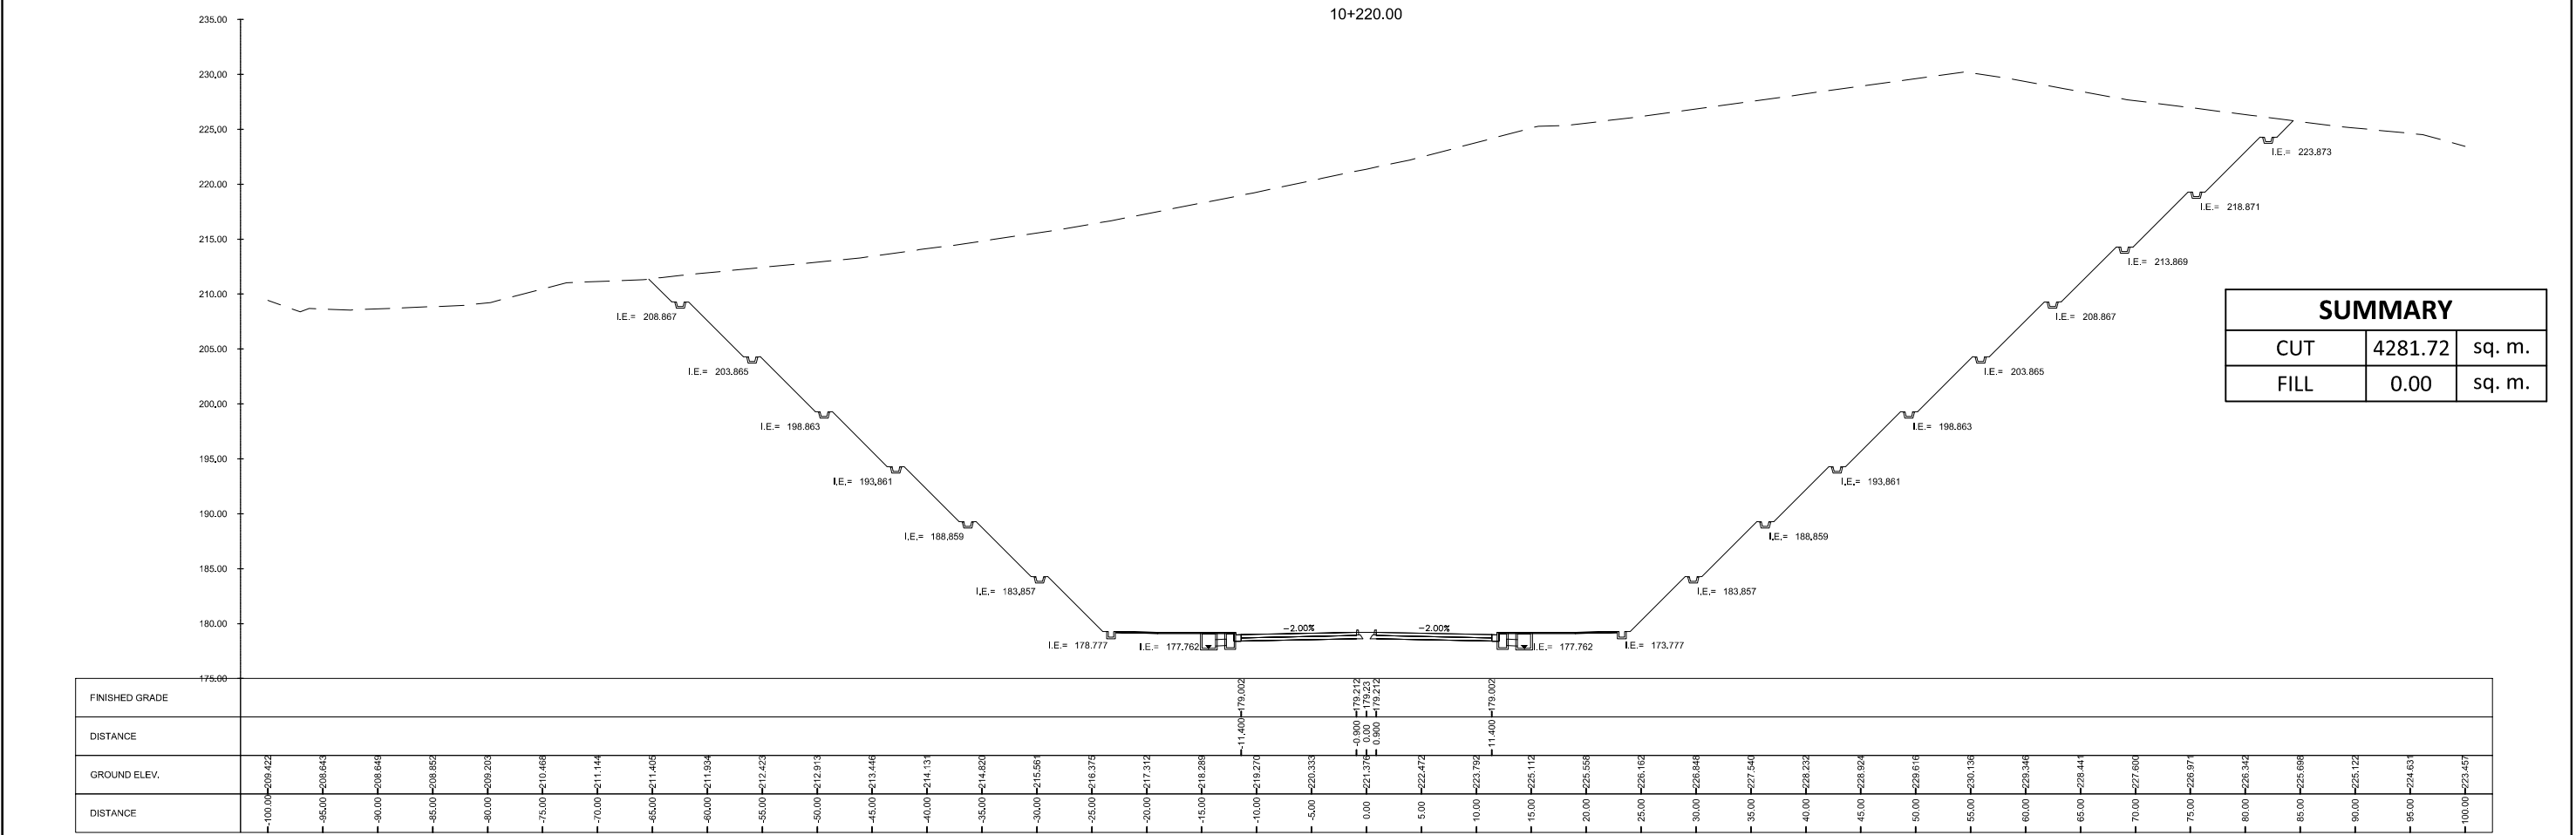 10+220.00
235.00
230.00
225.00
220.00
215.00
210.00
205.00
200.00
195.00
190.00
185.00
180.00
175.00
I.E.= 208.867
I.E.= 203.865
I.E.= 198.863
I.E.= 193.861
I.E.= 188.859
I.E.= 183.857
I.E.= 178.777
I.E.= 177.762
-2.00%
-2.00%
I.E.= 177.762
I.E.= 173.777
I.E.= 183.857
I.E.= 188.859
I.E.= 193.861
I.E.= 198.863
I.E.= 203.865
I.E.= 208.867
I.E.= 213.869
I.E.= 218.871
I.E.= 223.873
SUMMARY
CUT 4281.72 sq. m.
FILL 0.00 sq. m.
FINISHED GRADE 179.002 179.212 179.23 179.212 179.002
DISTANCE -11.400 -0.900 0.00 0.900 11.400
GROUND ELEV. 209.422 208.643 208.649 208.852 209.203 210.468 211.144 211.405 211.934 212.423 212.913 213.446 214.131 214.820 215.561 216.375 217.312 218.289 219.270 220.333 221.376 222.472 223.792 225.112 225.558 226.162 226.848 227.540 228.232 228.924 229.616 230.136 229.346 228.441 227.600 226.971 226.342 225.698 225.122 224.631 223.457
DISTANCE -100.00 -95.00 -90.00 -85.00 -80.00 -75.00 -70.00 -65.00 -60.00 -55.00 -50.00 -45.00 -40.00 -35.00 -30.00 -25.00 -20.00 -15.00 -10.00 -5.00 0.00 5.00 10.00 15.00 20.00 25.00 30.00 35.00 40.00 45.00 50.00 55.00 60.00 65.00 70.00 75.00 80.00 85.00 90.00 95.00 100.00